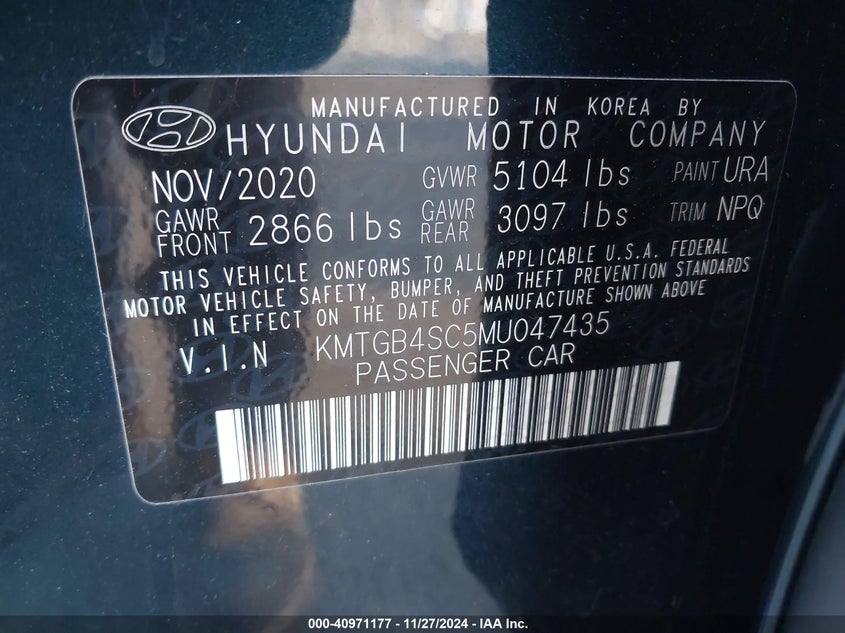 MANUFACTURED IN KOREA BY
HYUNDAI MOTOR COMPANY
NOV/2020 GVWR 5104 lbs PAINT URA
GAWR FRONT 2866 lbs GAWR REAR 3097 lbs TRIM NPQ
THIS VEHICLE CONFORMS TO ALL APPLICABLE U.S.A. FEDERAL
MOTOR VEHICLE SAFETY, BUMPER, AND THEFT PREVENTION STANDARDS
IN EFFECT ON THE DATE OF MANUFACTURE SHOWN ABOVE
V.I.N KMTGB4SC5MU047435
PASSENGER CAR
000-40971177 - 11/27/2024 - IAA Inc.